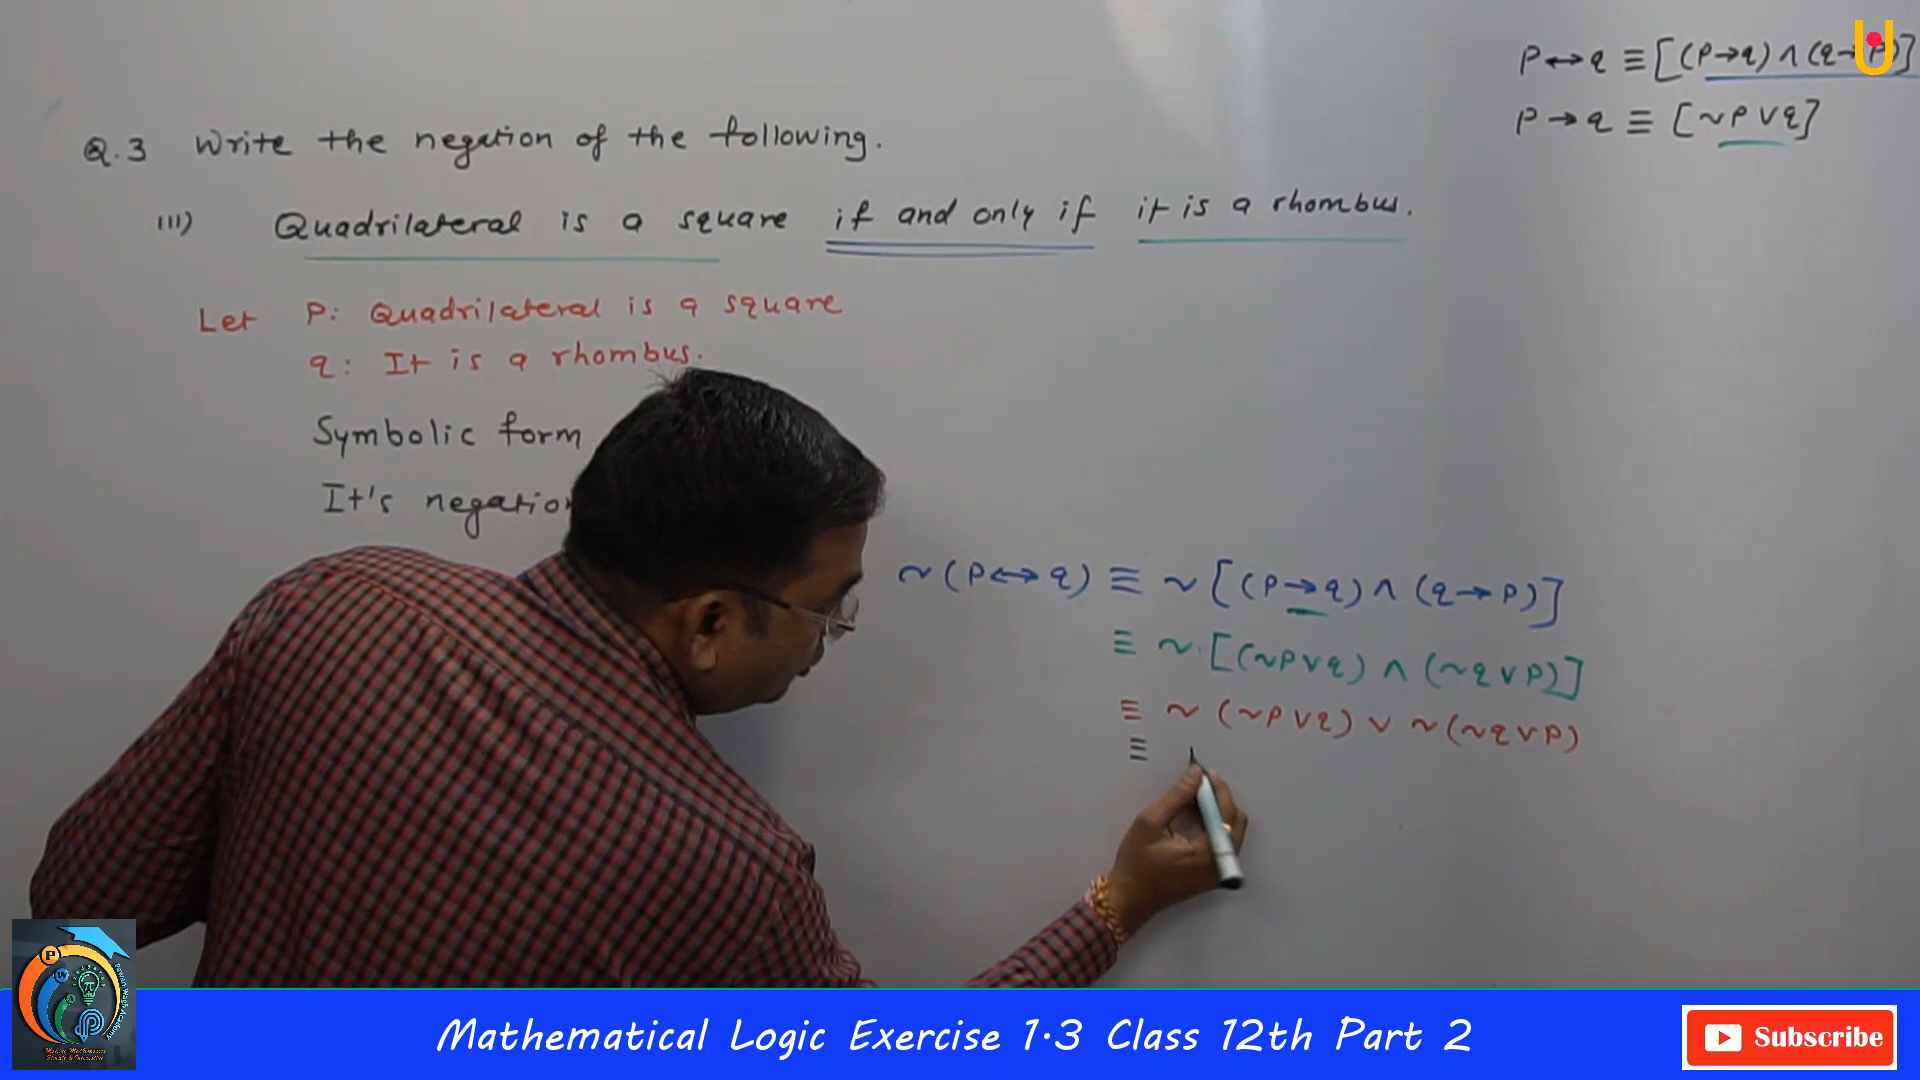 P↔q ≡ [(P→q) ∧ (q→P)]
P→q ≡ [~P∨q]
Q.3 Write the negation of the following.
III) Quadrilateral is a square if and only if it is a rhombus.
Let P: Quadrilateral is a square
q: It is a rhombus.
Symbolic form
It's negation
~(P↔q) ≡ ~[(P→q) ∧ (q→P)]
≡ ~[(~P∨q) ∧ (~q∨P)]
≡ ~(~P∨q) ∨ ~(~q∨P)
≡
Mathematical Logic Exercise 1.3 Class 12th Part 2
Subscribe